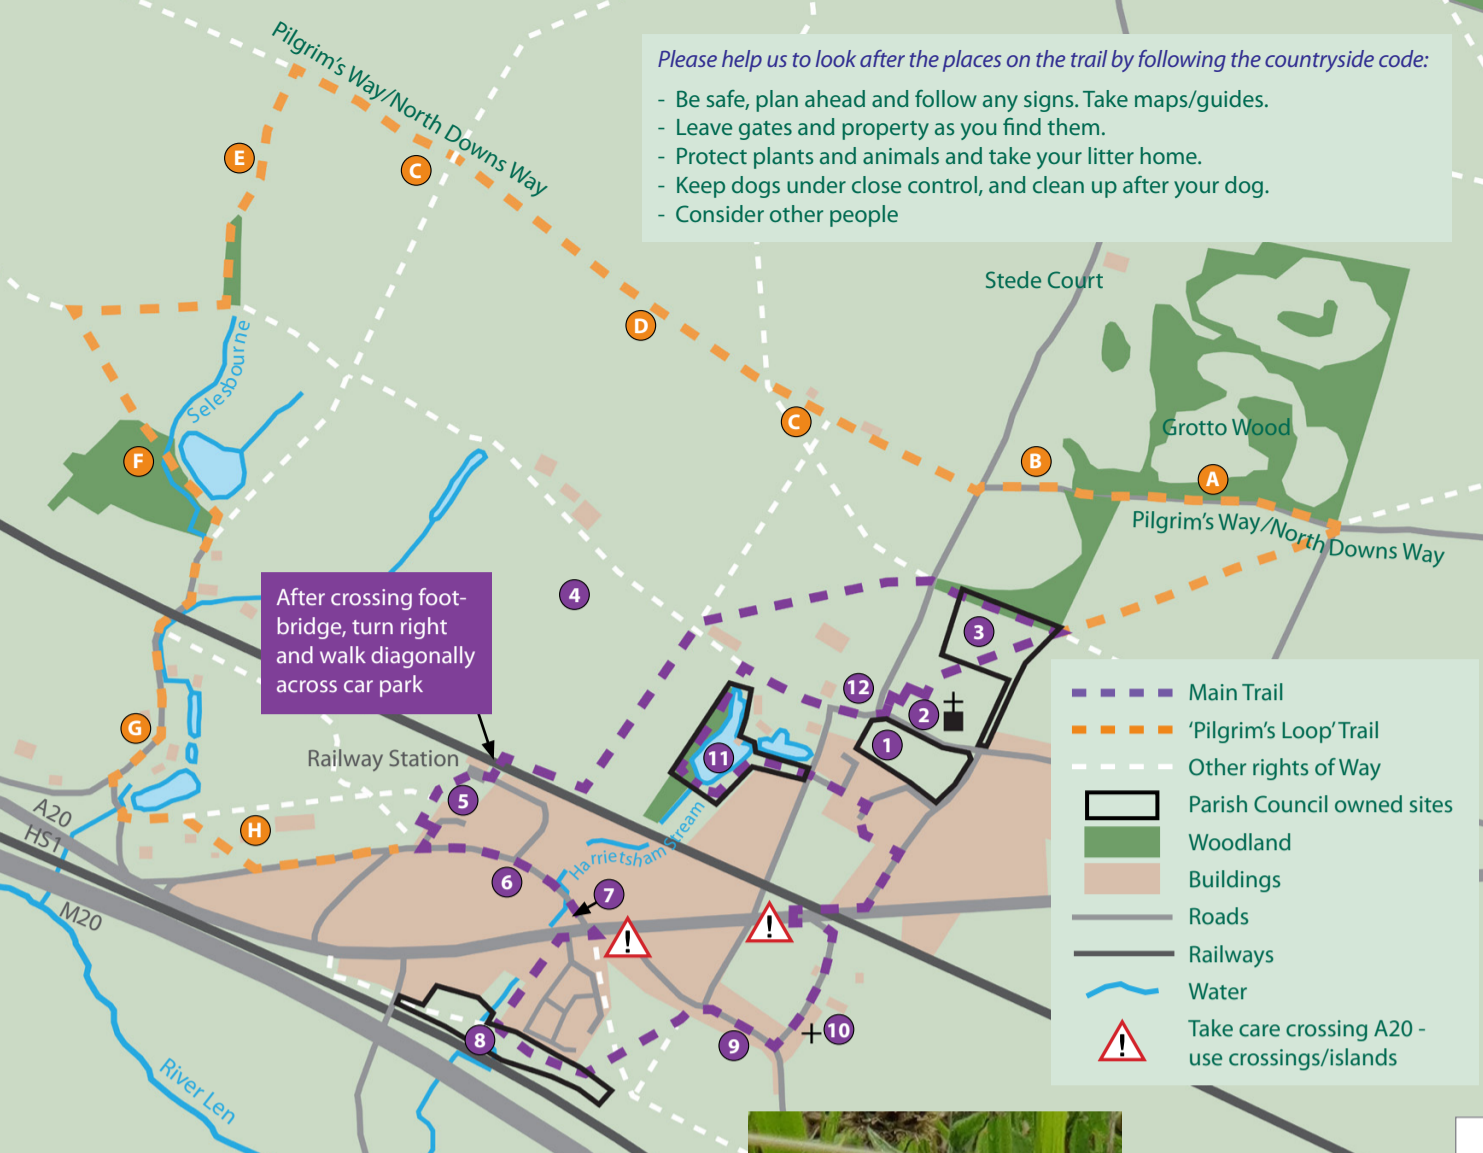 Pilgrim's Way/North Downs Way
Please help us to look after the places on the trail by following the countryside code:
- Be safe, plan ahead and follow any signs. Take maps/guides.
- Leave gates and property as you find them.
- Protect plants and animals and take your litter home.
- Keep dogs under close control, and clean up after your dog.
- Consider other people
E
C
Stede Court
D
Selesbourne
C
Grotto Wood
F
B
A
Pilgrim's Way/North Downs Way
After crossing foot-
bridge, turn right
and walk diagonally
across car park
4
3
12
2
1
G
Railway Station
11
5
A20
HS1
H
Harrietsham Stream
6
7
!
!
M20
8
9
10
River Len
Main Trail
'Pilgrim's Loop' Trail
Other rights of Way
Parish Council owned sites
Woodland
Buildings
Roads
Railways
Water
!
Take care crossing A20 -
use crossings/islands